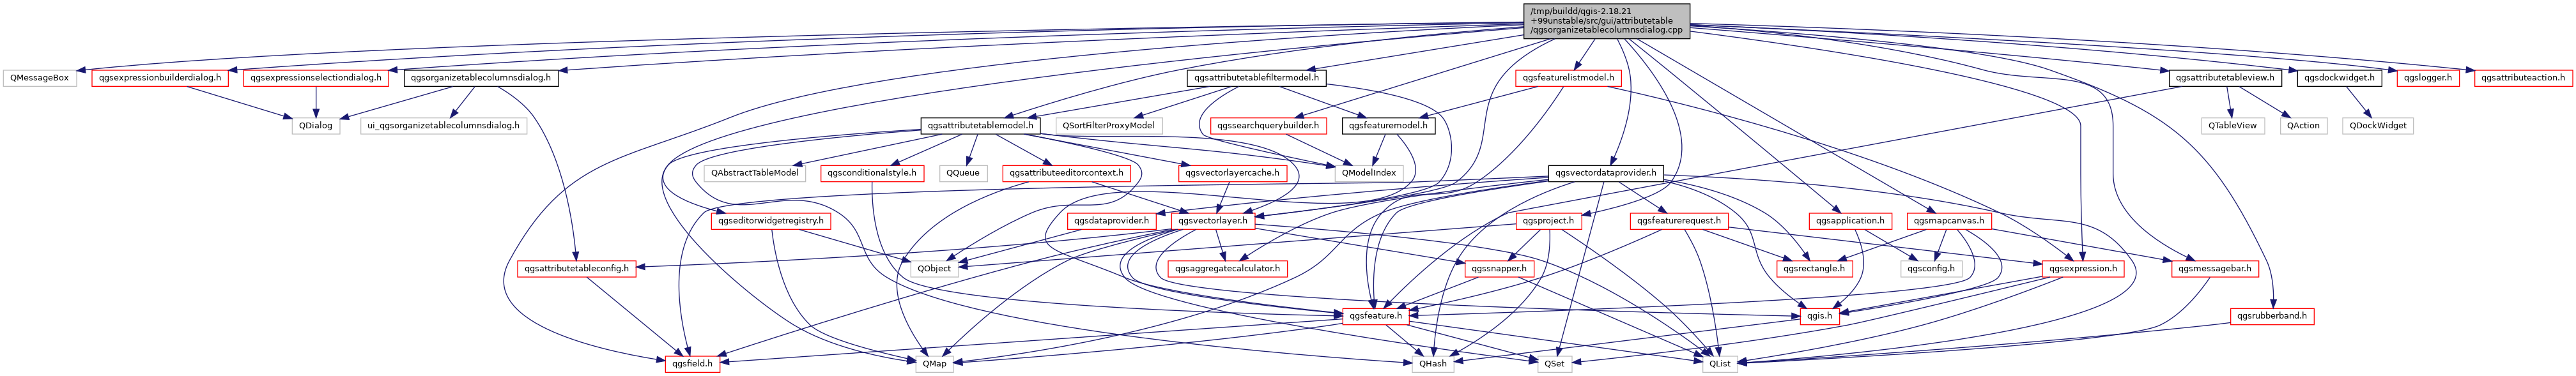 /tmp/buildd/qgis-2.18.21
+99unstable/src/gui/attributetable
/qgsorganizetablecolumnsdialog.cpp
QMessageBox
qgsexpressionbuilderdialog.h
qgsexpressionselectiondialog.h
qgsorganizetablecolumnsdialog.h
qgsattributetablefiltermodel.h
qgsfeaturelistmodel.h
qgsattributetableview.h
qgsdockwidget.h
qgslogger.h
qgsattributeaction.h
QDialog
ui_qgsorganizetablecolumnsdialog.h
qgsattributetablemodel.h
QSortFilterProxyModel
qgssearchquerybuilder.h
qgsfeaturemodel.h
QTableView
QAction
QDockWidget
QAbstractTableModel
qgsconditionalstyle.h
QQueue
qgsattributeeditorcontext.h
qgsvectorlayercache.h
QModelIndex
qgsvectordataprovider.h
qgseditorwidgetregistry.h
qgsdataprovider.h
qgsvectorlayer.h
qgsproject.h
qgsfeaturerequest.h
qgsapplication.h
qgsmapcanvas.h
qgsattributetableconfig.h
QObject
qgsaggregatecalculator.h
qgssnapper.h
qgsrectangle.h
qgsconfig.h
qgsexpression.h
qgsmessagebar.h
qgsfeature.h
qgis.h
qgsrubberband.h
qgsfield.h
QMap
QHash
QSet
QList